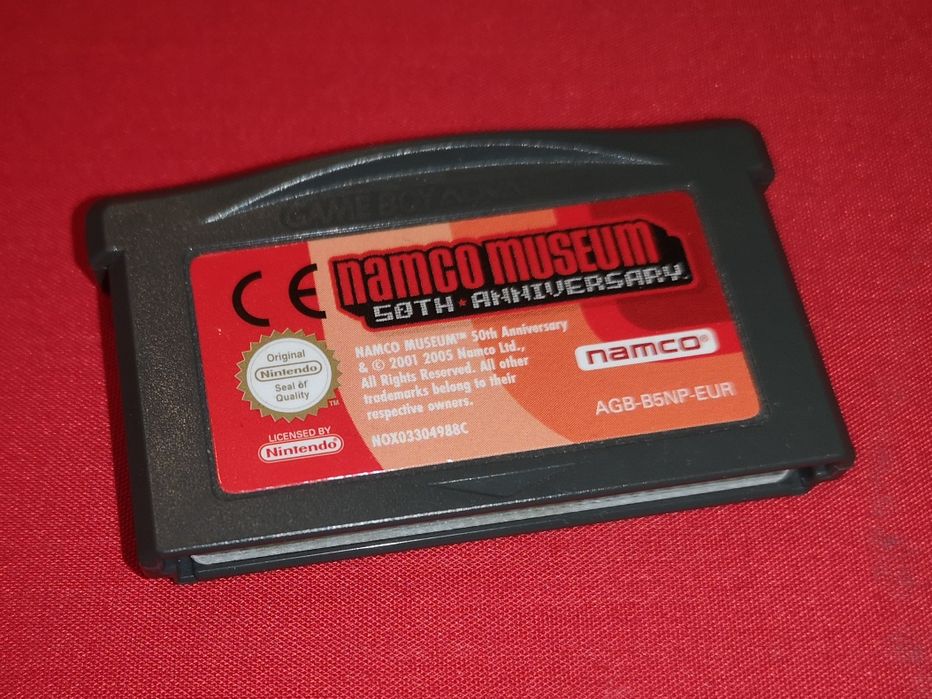 GAME BOY ADVANCE
CE
namco museum
50TH ★ ANNIVERSARY
NAMCO MUSEUM™ 50th Anniversary
& © 2001 2005 Namco Ltd.,
All Rights Reserved. All other
trademarks belong to their
respective owners.
NOX03304988C
namco®
AGB-B5NP-EUR
Original
Nintendo
Seal of
Quality
TM
LICENSED BY
Nintendo